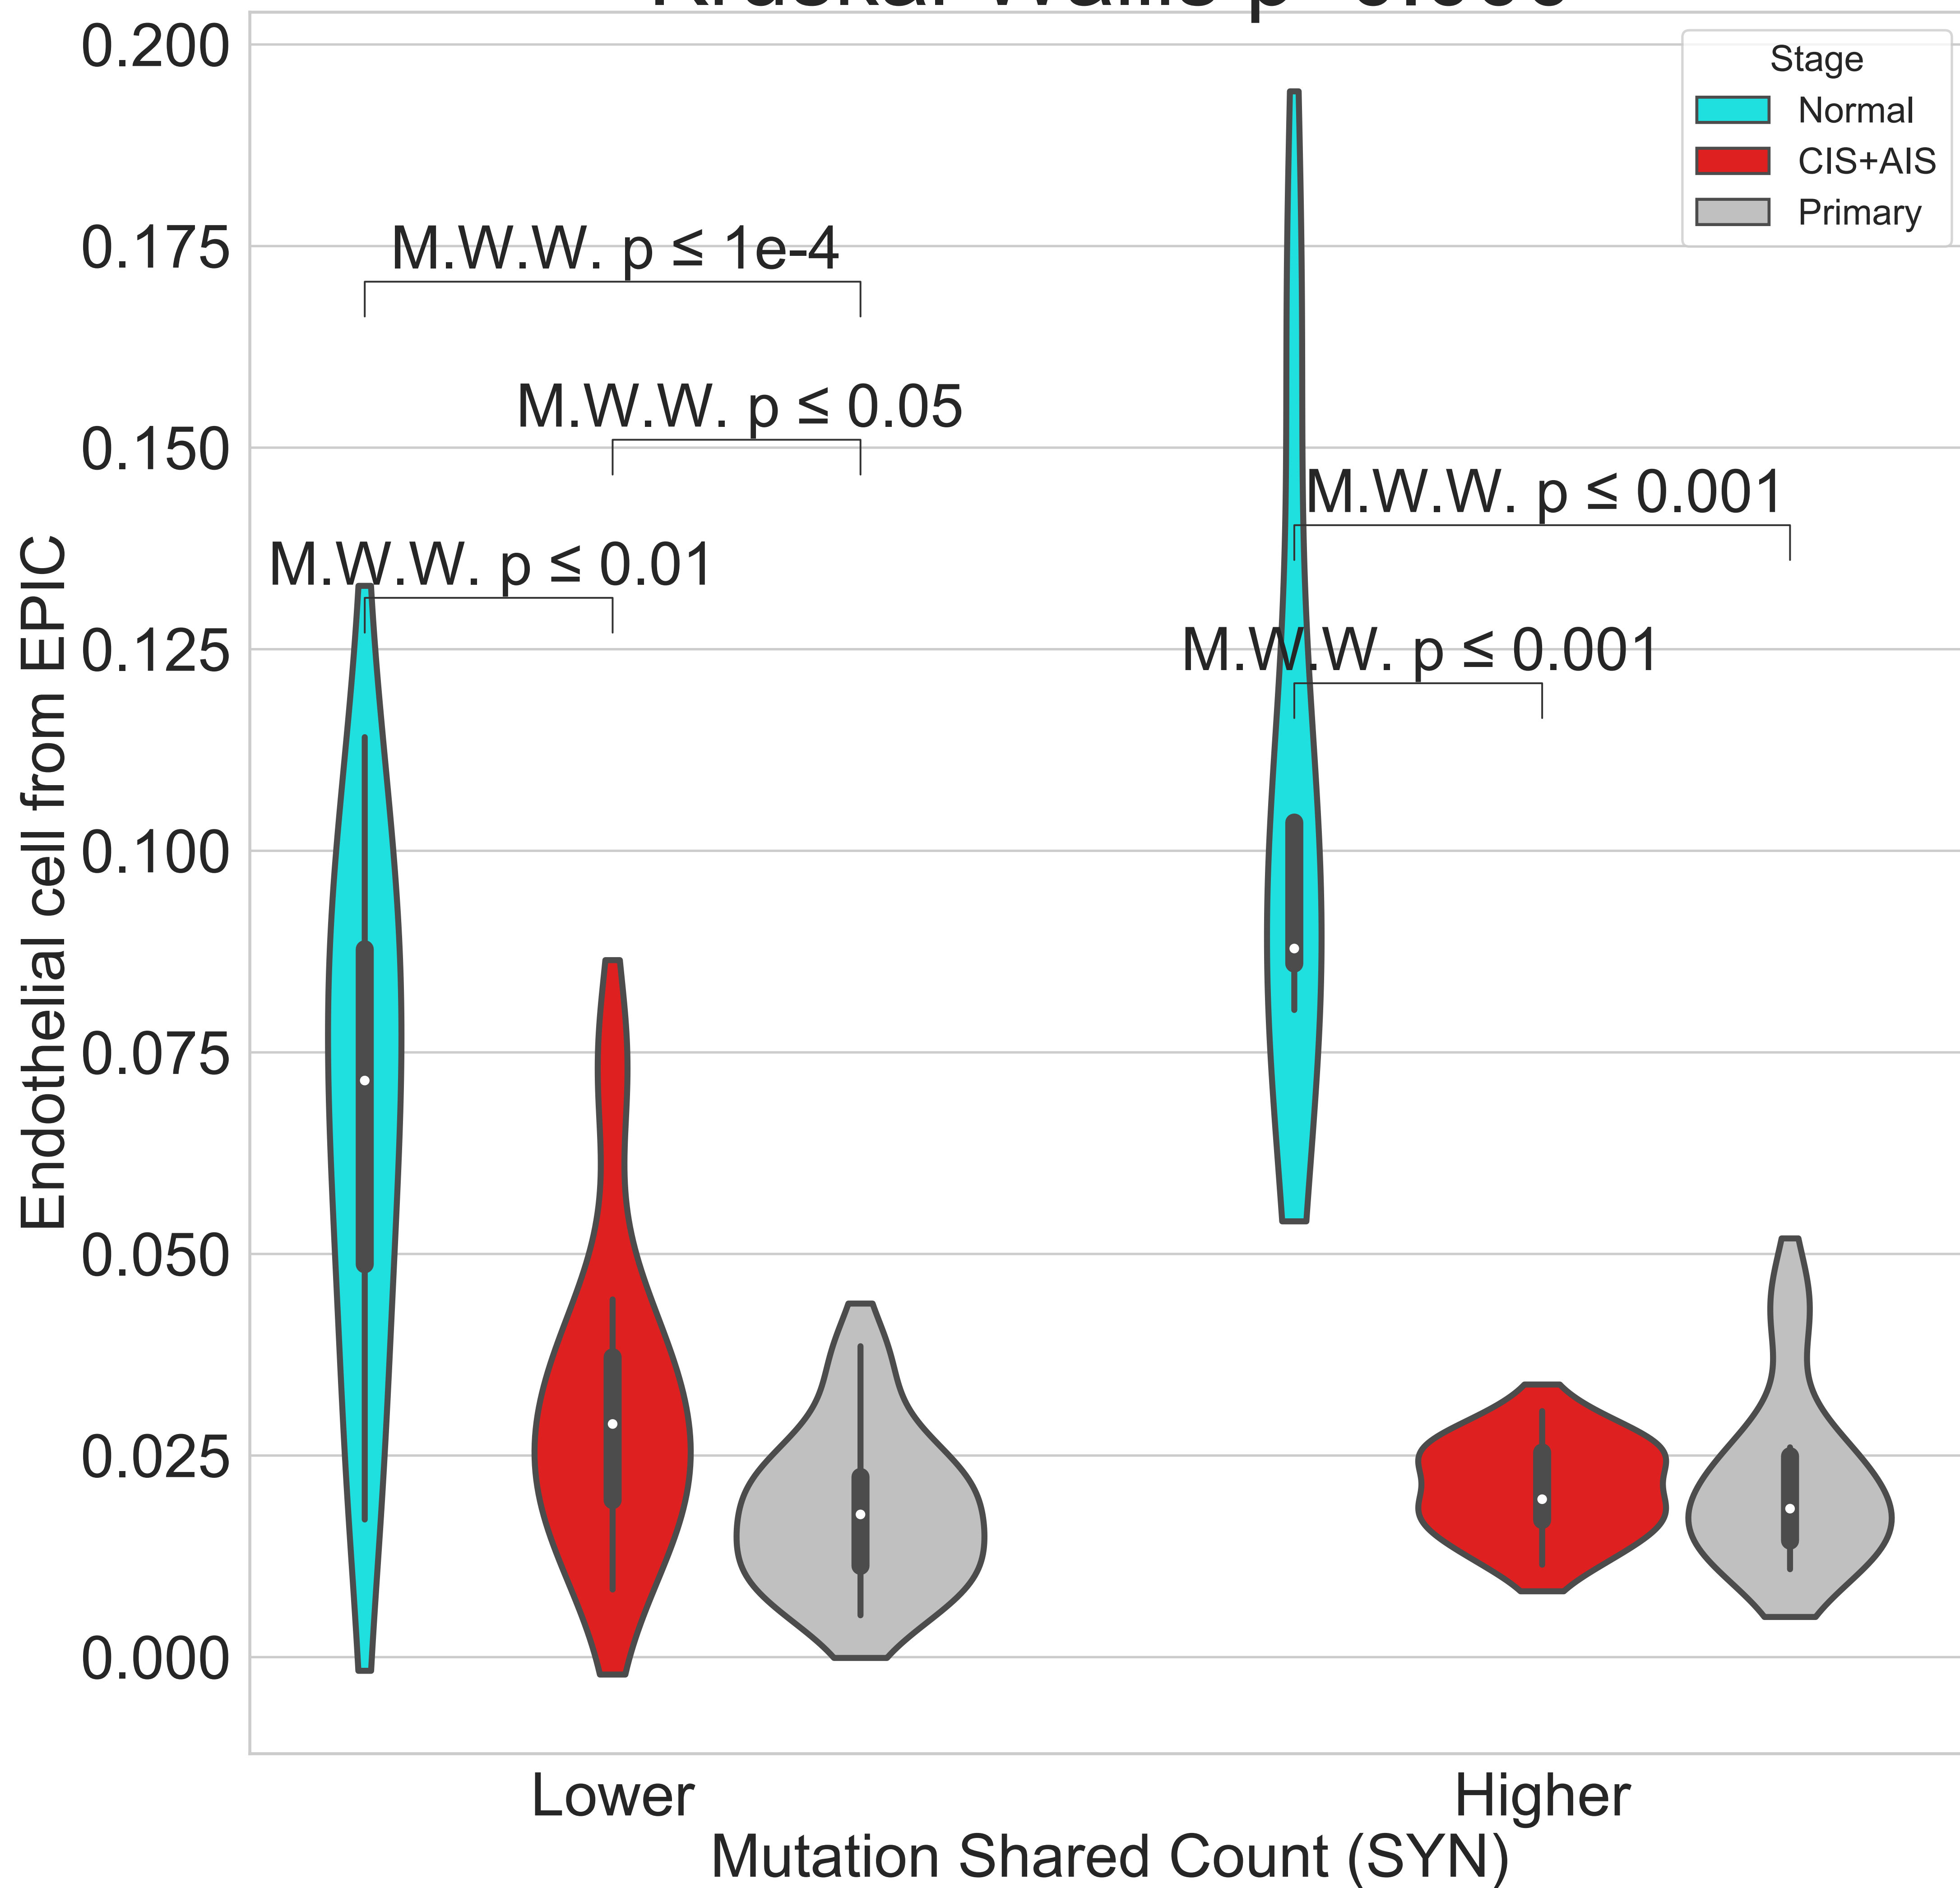 0.200
0.175
0.150
0.125
0.100
0.075
0.050
0.025
0.000
Endothelial cell from EPIC
Stage
Normal
CIS+AIS
Primary
M.W.W. p ≤ 1e-4
M.W.W. p ≤ 0.05
M.W.W. p ≤ 0.01
M.W.W. p ≤ 0.001
M.W.W. p ≤ 0.001
Lower
Higher
Mutation Shared Count (SYN)